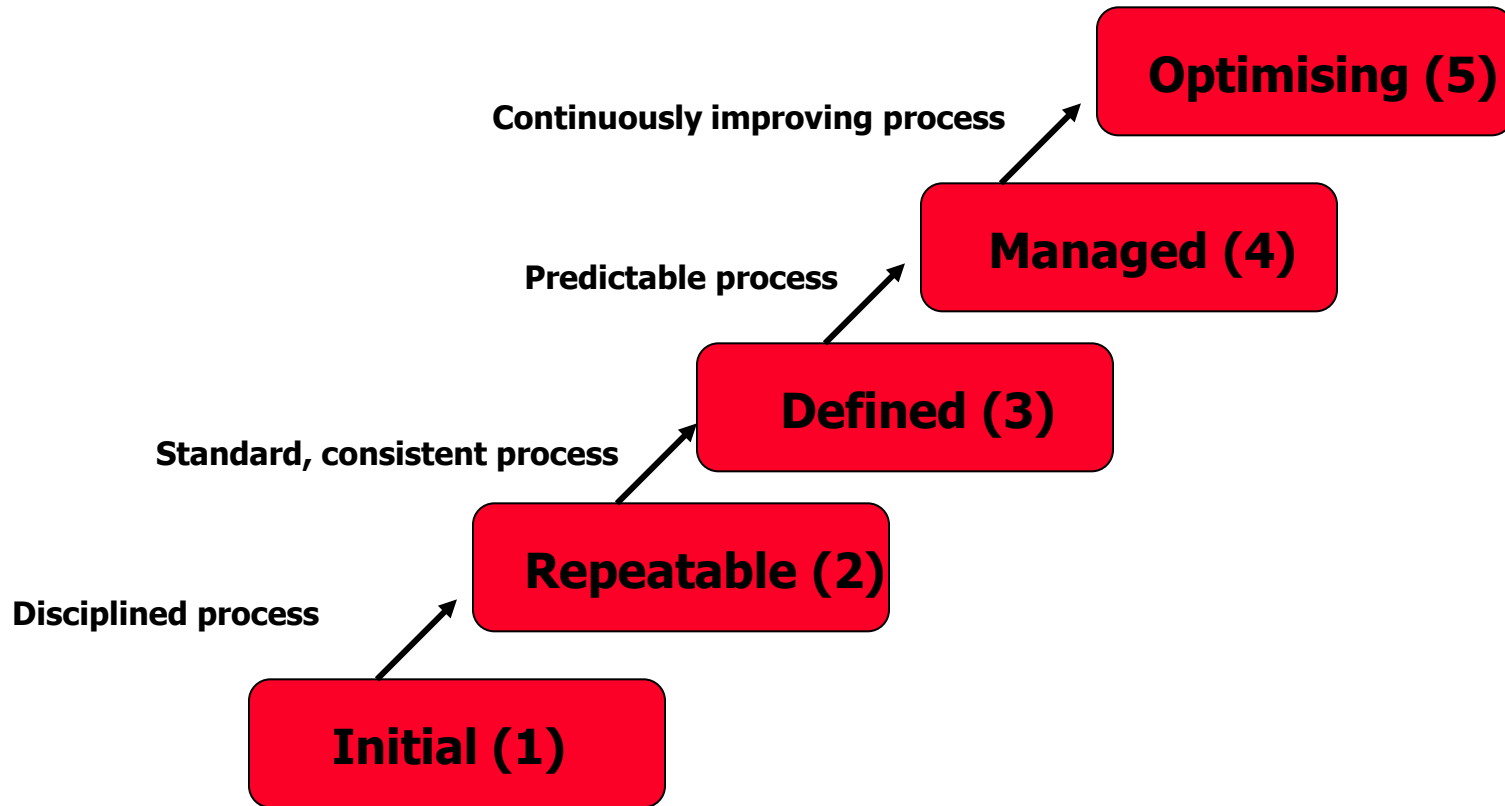 Optimising (5)
Continuously improving process
Managed (4)
Predictable process
Defined (3)
Standard, consistent process
Repeatable (2)
Disciplined process
Initial (1)